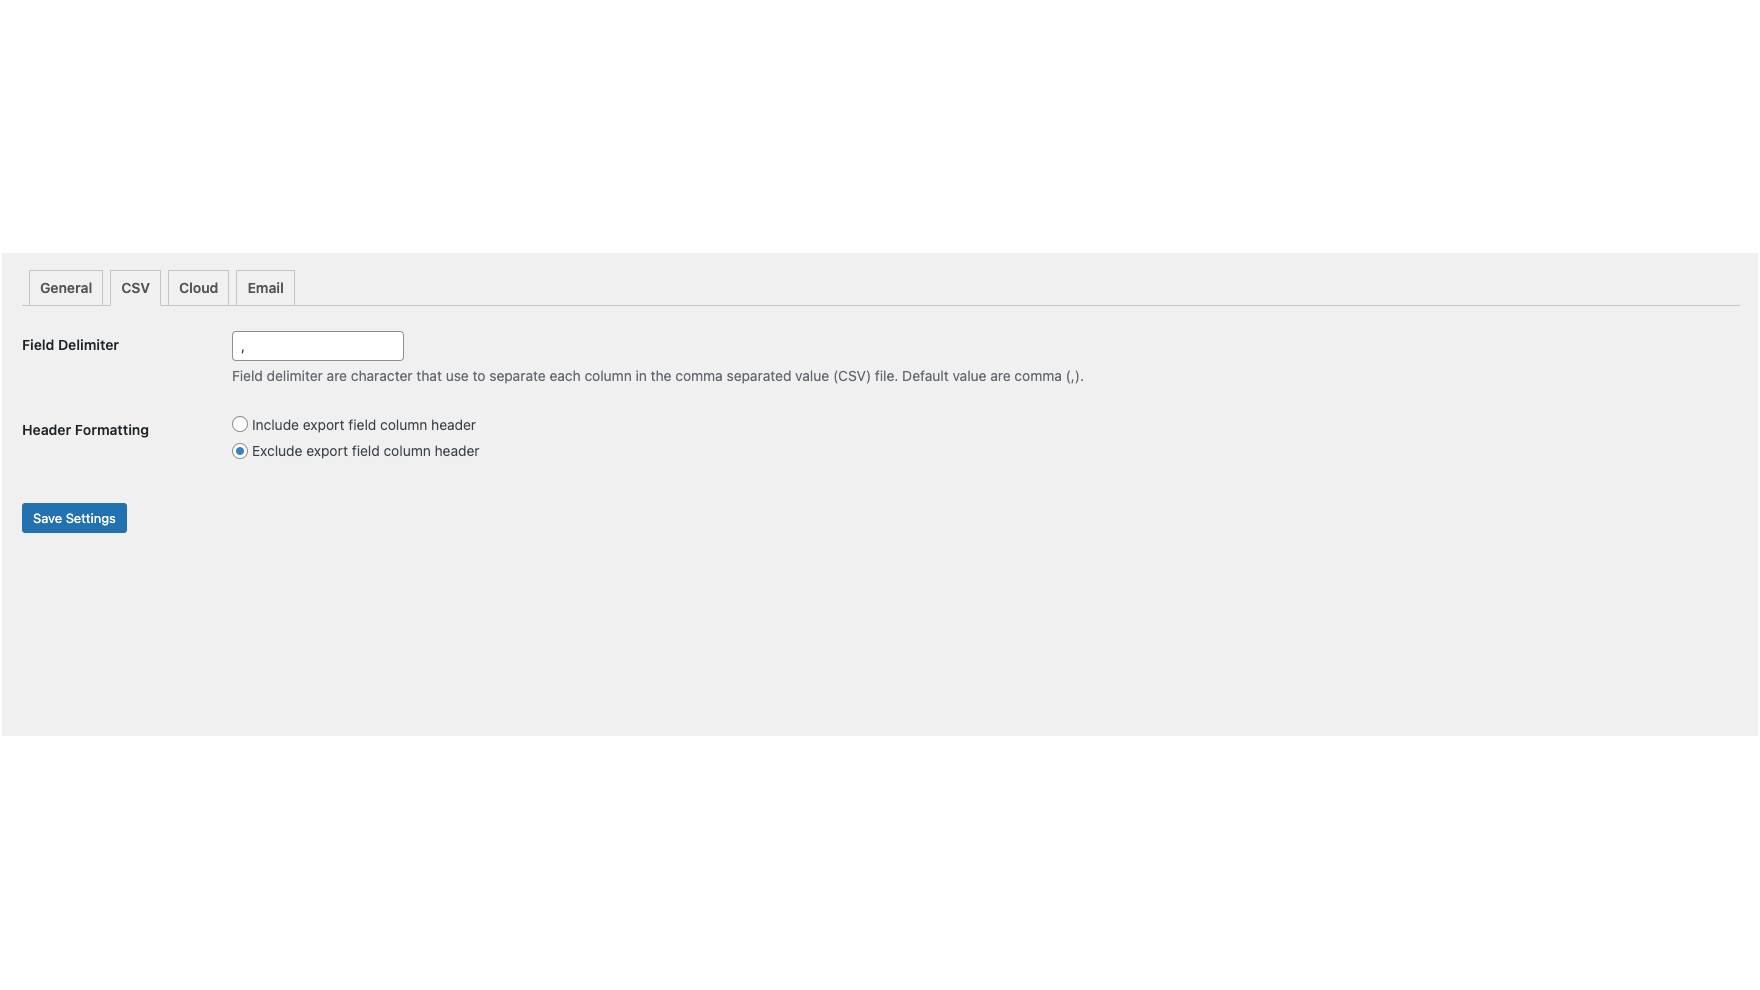 General CSV Cloud Email
Field Delimiter ,
Field delimiter are character that use to separate each column in the comma separated value (CSV) file. Default value are comma (,).
Header Formatting Include export field column header
Exclude export field column header
Save Settings